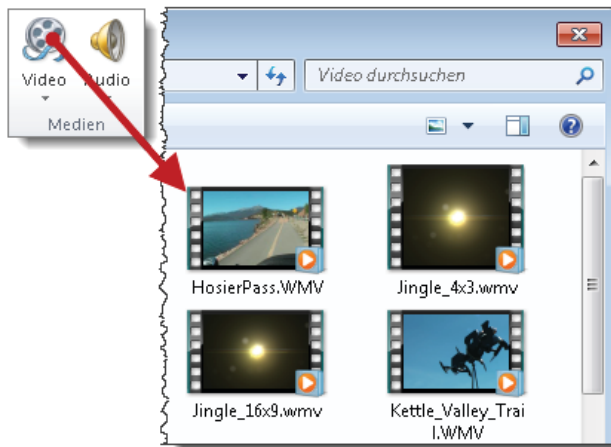 Video
Audio
Medien
Video durchsuchen
HosierPass.WMV
Jingle_4x3.wmv
Jingle_16x9.wmv
Kettle_Valley_Trai
l.WMV